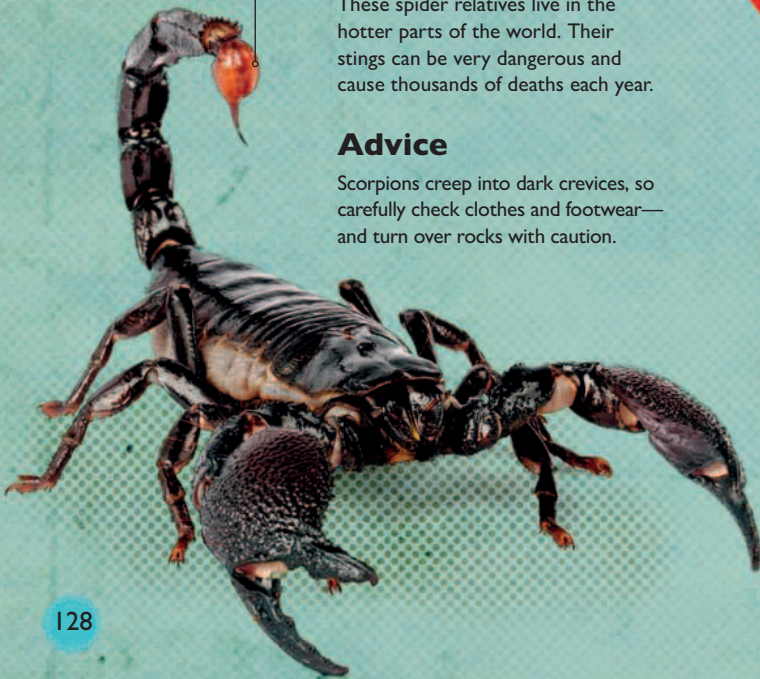 These spider relatives live in the
hotter parts of the world. Their
stings can be very dangerous and
cause thousands of deaths each year.
Advice
Scorpions creep into dark crevices, so
carefully check clothes and footwear—
and turn over rocks with caution.
128